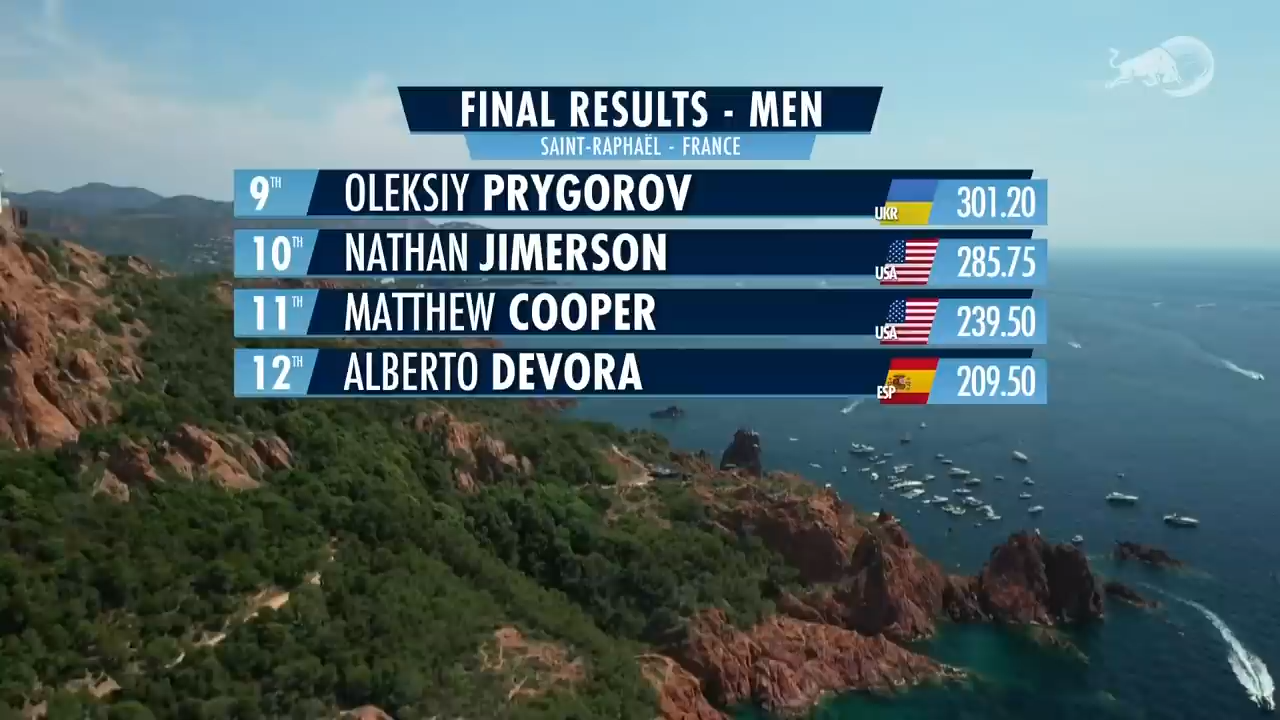 FINAL RESULTS - MEN
SAINT-RAPHAËL - FRANCE
9TH OLEKSIY PRYGOROV UKR 301.20
10TH NATHAN JIMERSON USA 285.75
11TH MATTHEW COOPER USA 239.50
12TH ALBERTO DEVORA ESP 209.50